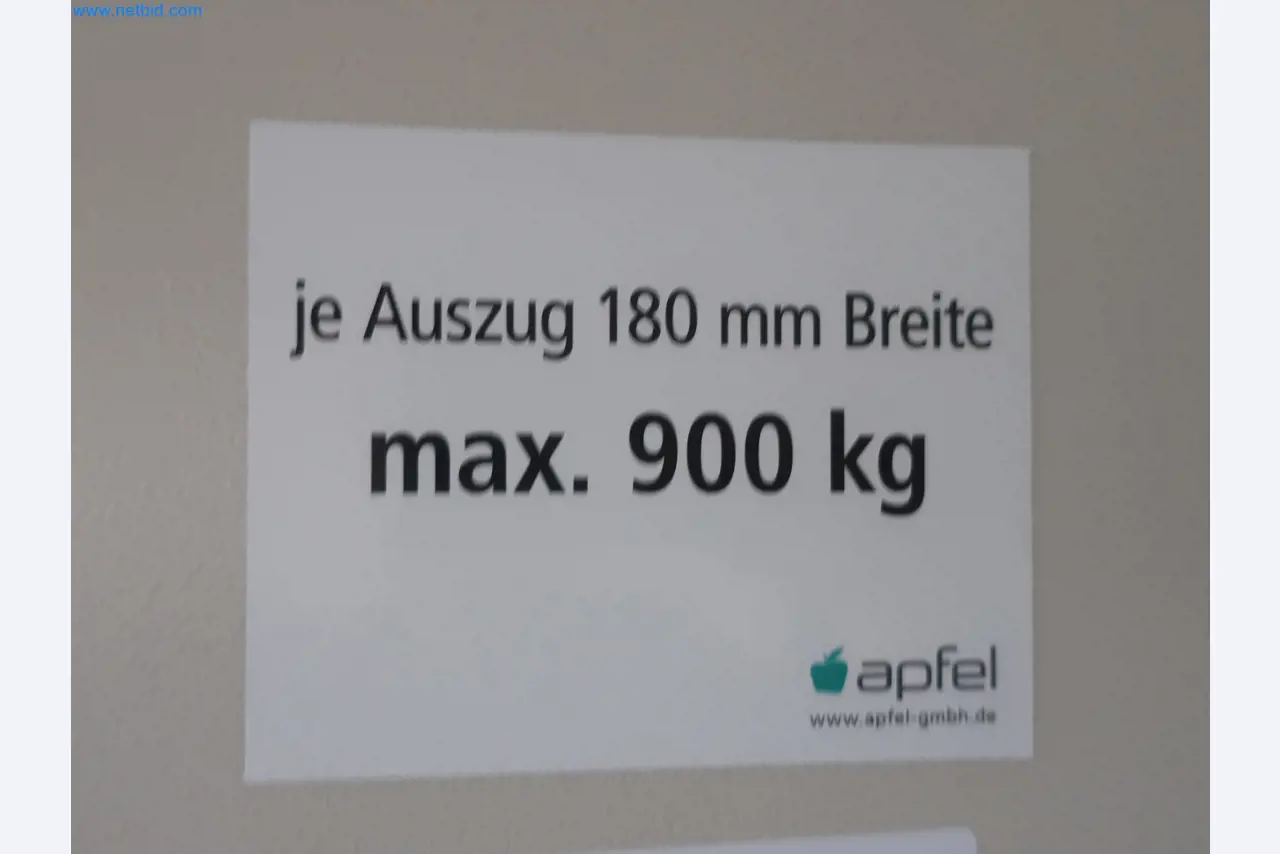 www.netbid.com
je Auszug 180 mm Breite
max. 900 kg
apfel
www.apfel-gmbh.de